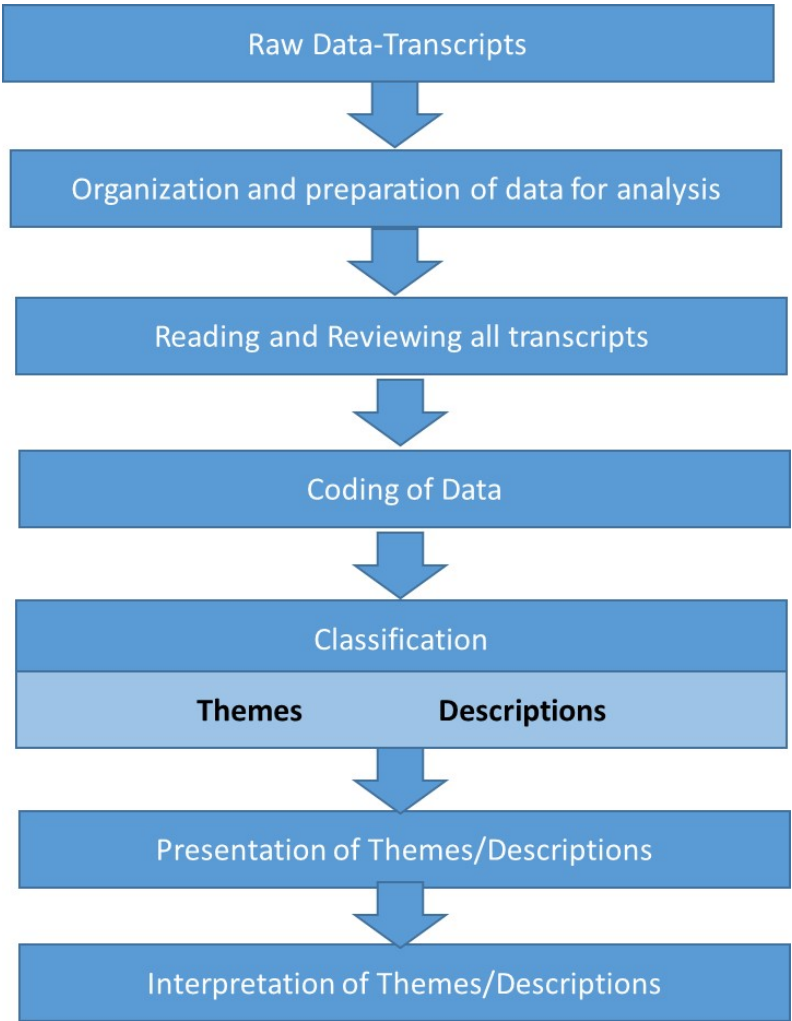 Raw Data-Transcripts
Organization and preparation of data for analysis
Reading and Reviewing all transcripts
Coding of Data
Classification
Themes Descriptions
Presentation of Themes/Descriptions
Interpretation of Themes/Descriptions